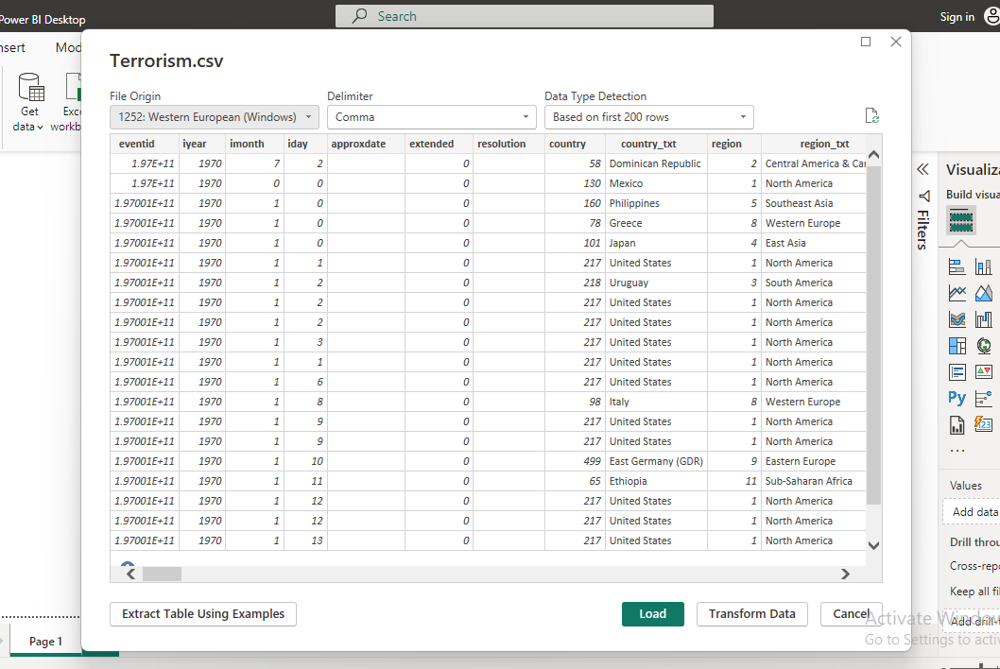 Power BI Desktop
Search
Sign in
nsert Mod
Get data
Exce workb
Terrorism.csv
File Origin Delimiter Data Type Detection
1252: Western European (Windows) Comma Based on first 200 rows
eventid iyear imonth iday approxdate extended resolution country country_txt region region_txt
1.97E+11 1970 7 2 0 58 Dominican Republic 2 Central America & Car
1.97E+11 1970 0 0 0 130 Mexico 1 North America
1.97001E+11 1970 1 0 0 160 Philippines 5 Southeast Asia
1.97001E+11 1970 1 0 0 78 Greece 8 Western Europe
1.97001E+11 1970 1 0 0 101 Japan 4 East Asia
1.97001E+11 1970 1 1 0 217 United States 1 North America
1.97001E+11 1970 1 2 0 218 Uruguay 3 South America
1.97001E+11 1970 1 2 0 217 United States 1 North America
1.97001E+11 1970 1 2 0 217 United States 1 North America
1.97001E+11 1970 1 3 0 217 United States 1 North America
1.97001E+11 1970 1 1 0 217 United States 1 North America
1.97001E+11 1970 1 6 0 217 United States 1 North America
1.97001E+11 1970 1 8 0 98 Italy 8 Western Europe
1.97001E+11 1970 1 9 0 217 United States 1 North America
1.97001E+11 1970 1 9 0 217 United States 1 North America
1.97001E+11 1970 1 10 0 499 East Germany (GDR) 9 Eastern Europe
1.97001E+11 1970 1 11 0 65 Ethiopia 11 Sub-Saharan Africa
1.97001E+11 1970 1 12 0 217 United States 1 North America
1.97001E+11 1970 1 12 0 217 United States 1 North America
1.97001E+11 1970 1 13 0 217 United States 1 North America
Extract Table Using Examples Load Transform Data Cancel
Filters
Visualiza
Build visua
Py
123
...
Values
Add data
Drill throu
Cross-repo
Keep all fil
Add drill-t
Activate Window
Go to Settings to activ
Page 1